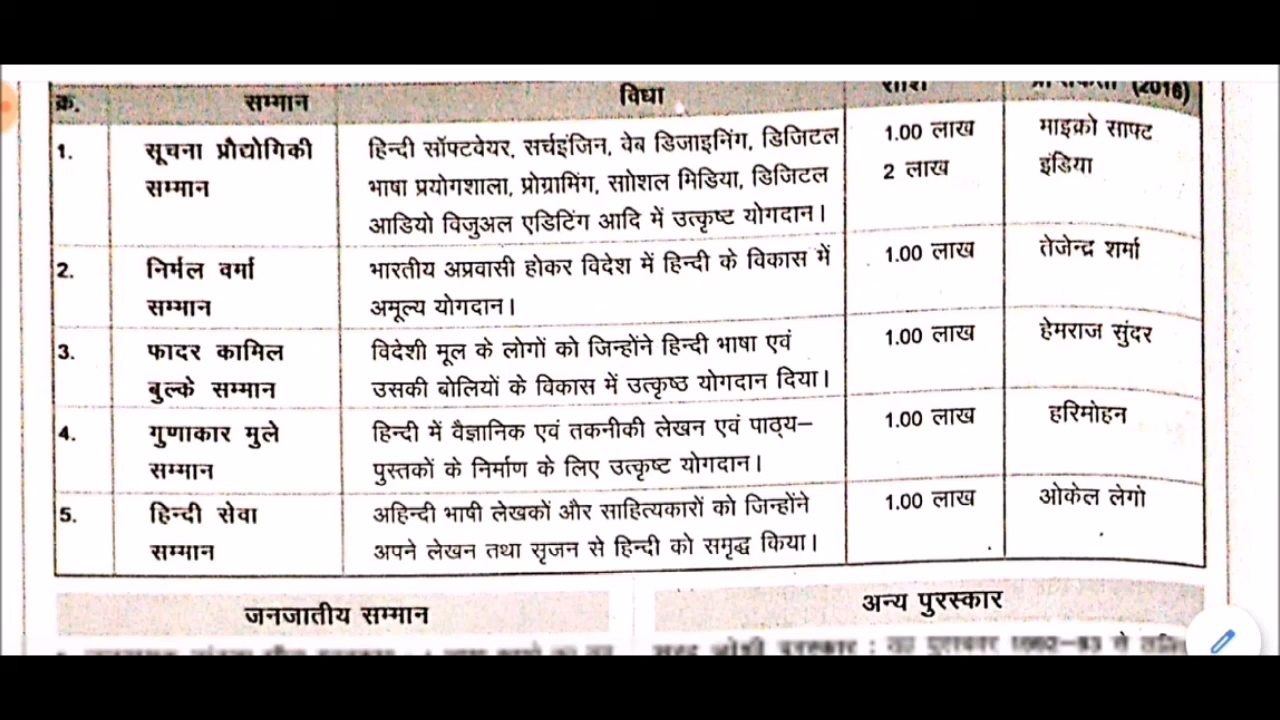 क्र. सम्मान विधा राशि (2016)
1. सूचना प्रौद्योगिकी हिन्दी सॉफ्टवेयर, सर्चइंजिन, वेब डिजाइनिंग, डिजिटल 1.00 लाख माइक्रो साफ्ट
सम्मान भाषा प्रयोगशाला, प्रोग्रामिंग, साोशल मिडिया, डिजिटल 2 लाख इंडिया
आडियो विजुअल एडिटिंग आदि में उत्कृष्ट योगदान।
2. निर्मल वर्मा भारतीय अप्रवासी होकर विदेश में हिन्दी के विकास में 1.00 लाख तेजेन्द्र शर्मा
सम्मान अमूल्य योगदान।
3. फादर कामिल विदेशी मूल के लोगों को जिन्होंने हिन्दी भाषा एवं 1.00 लाख हेमराज सुंदर
बुल्के सम्मान उसकी बोलियों के विकास में उत्कृष्ठ योगदान दिया।
4. गुणाकार मुले हिन्दी में वैज्ञानिक एवं तकनीकी लेखन एवं पाठ्य– 1.00 लाख हरिमोहन
सम्मान पुस्तकों के निर्माण के लिए उत्कृष्ट योगदान।
5. हिन्दी सेवा अहिन्दी भाषी लेखकों और साहित्यकारों को जिन्होंने 1.00 लाख ओकेल लेगो
सम्मान अपने लेखन तथा सृजन से हिन्दी को समृद्ध किया।
जनजातीय सम्मान अन्य पुरस्कार